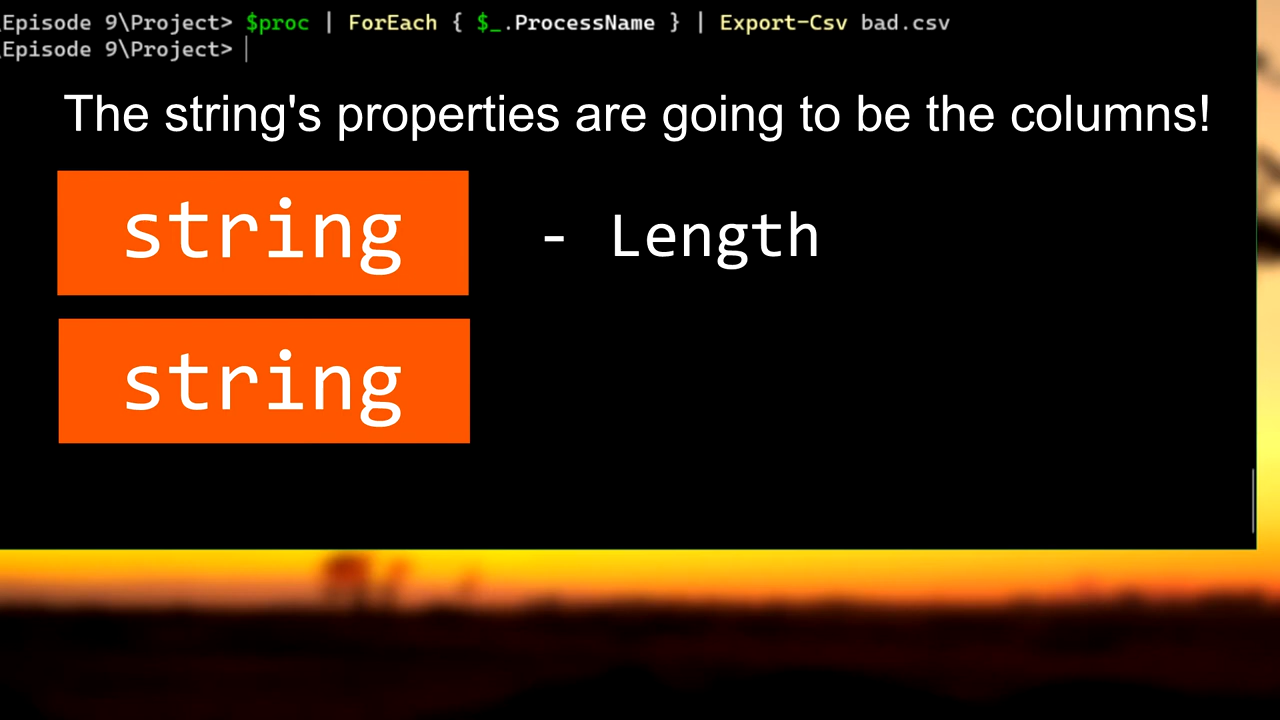 \Episode 9\Project> $proc | ForEach { $_.ProcessName } | Export-Csv bad.csv
\Episode 9\Project>
The string's properties are going to be the columns!
string - Length
string